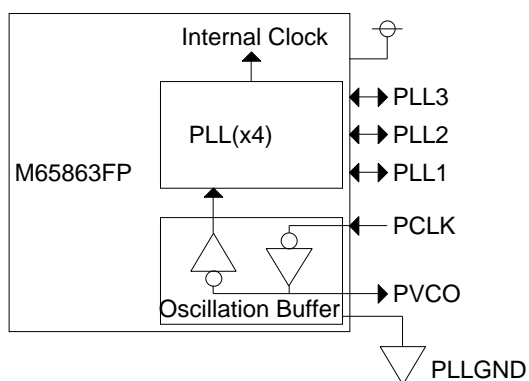 Internal Clock
PLL3
PLL(x4)
PLL2
M65863FP
PLL1
PCLK
PVCO
Oscillation Buffer
PLLGND